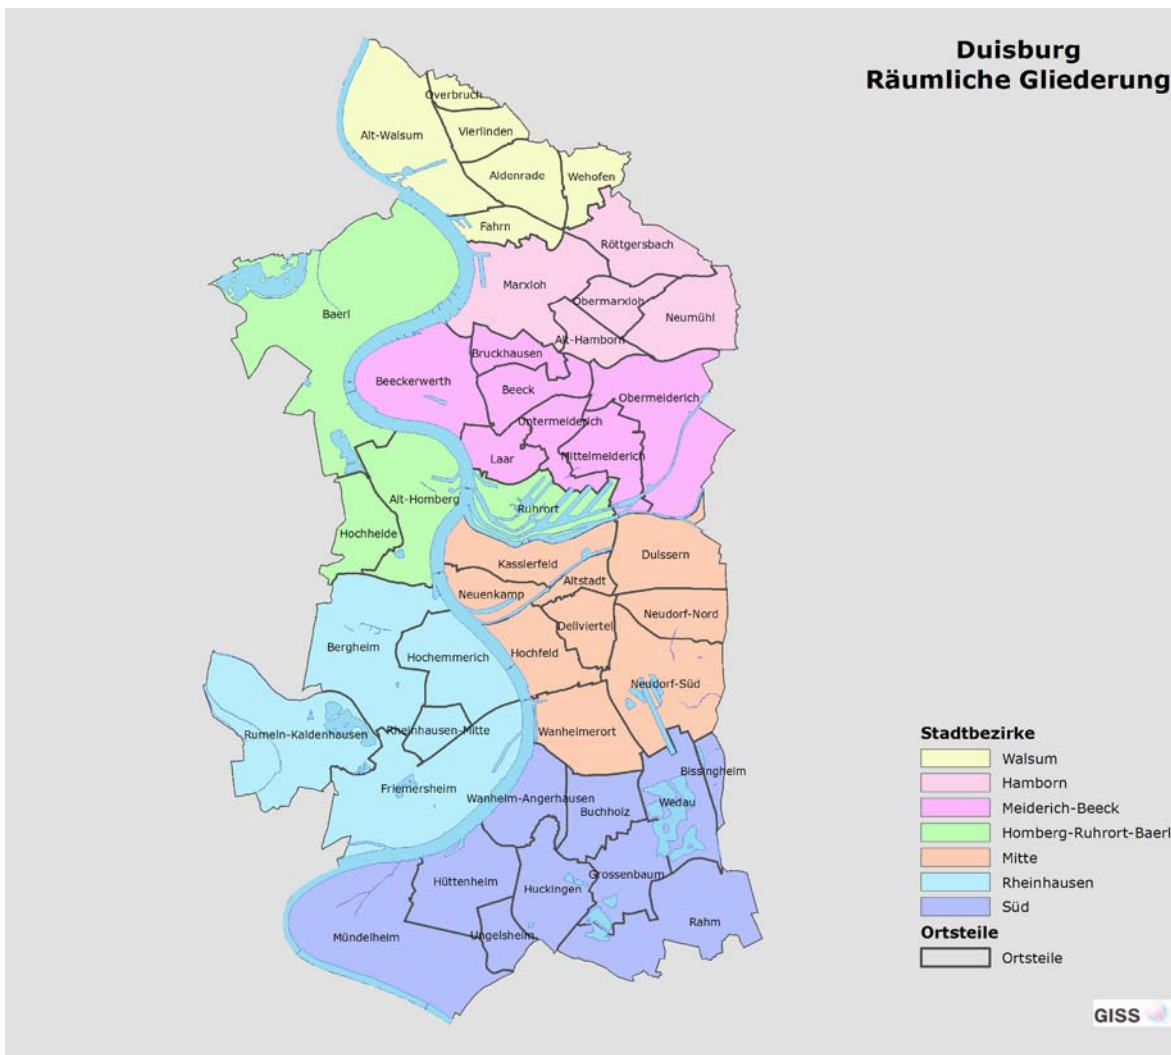 Duisburg
Räumliche Gliederung
Overbruch
Alt-Walsum
Vierlinden
Aldenrade
Wehofen
Fahrn
Röttgersbach
Marxloh
Obermarxloh
Neumühl
Baerl
Alt-Hamborn
Bruckhausen
Beeckerwerth
Beeck
Obermeiderich
Untermeiderich
Laar
Mittelmeiderich
Alt-Homberg
Ruhrort
Hochheide
Duissern
Kasslerfeld
Altstadt
Neuenkamp
Neudorf-Nord
Dellviertel
Bergheim
Hochemmerich
Hochfeld
Neudorf-Süd
Rumeln-Kaldenhausen
Rheinhausen-Mitte
Wanheimerort
Bissingheim
Friemersheim
Wanheim-Angerhausen
Wedau
Buchholz
Grossenbaum
Hüttenheim
Huckingen
Rahm
Mündelheim
Ungelsheim
Stadtbezirke
Walsum
Hamborn
Meiderich-Beeck
Homberg-Ruhrort-Baerl
Mitte
Rheinhausen
Süd
Ortsteile
Ortsteile
GISS